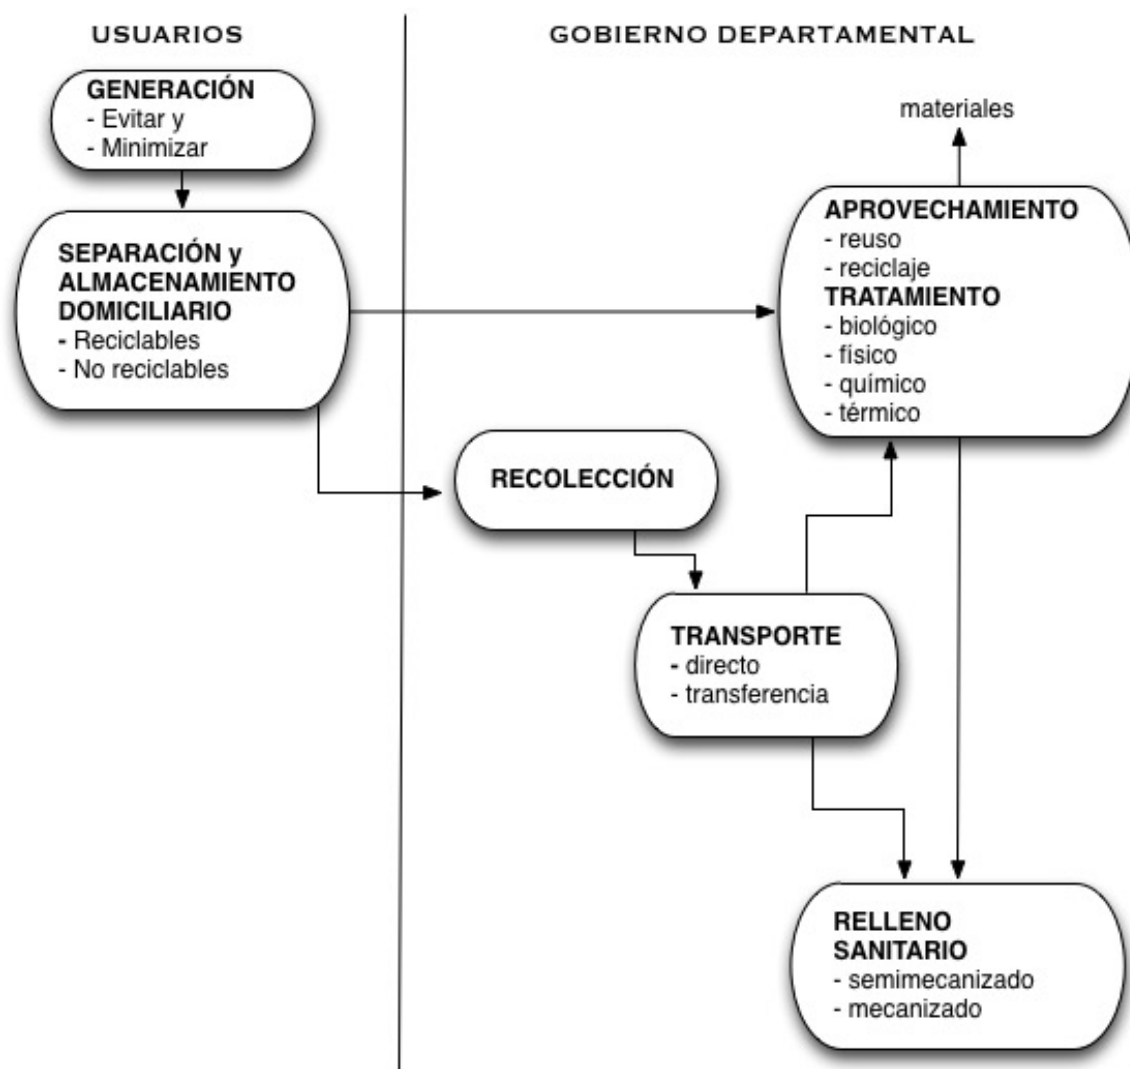 USUARIOS
GOBIERNO DEPARTAMENTAL
GENERACIÓN
- Evitar y
- Minimizar
SEPARACIÓN y
ALMACENAMIENTO
DOMICILIARIO
- Reciclables
- No reciclables
materiales
APROVECHAMIENTO
- reuso
- reciclaje
TRATAMIENTO
- biológico
- físico
- químico
- térmico
RECOLECCIÓN
TRANSPORTE
- directo
- transferencia
RELLENO
SANITARIO
- semimecanizado
- mecanizado